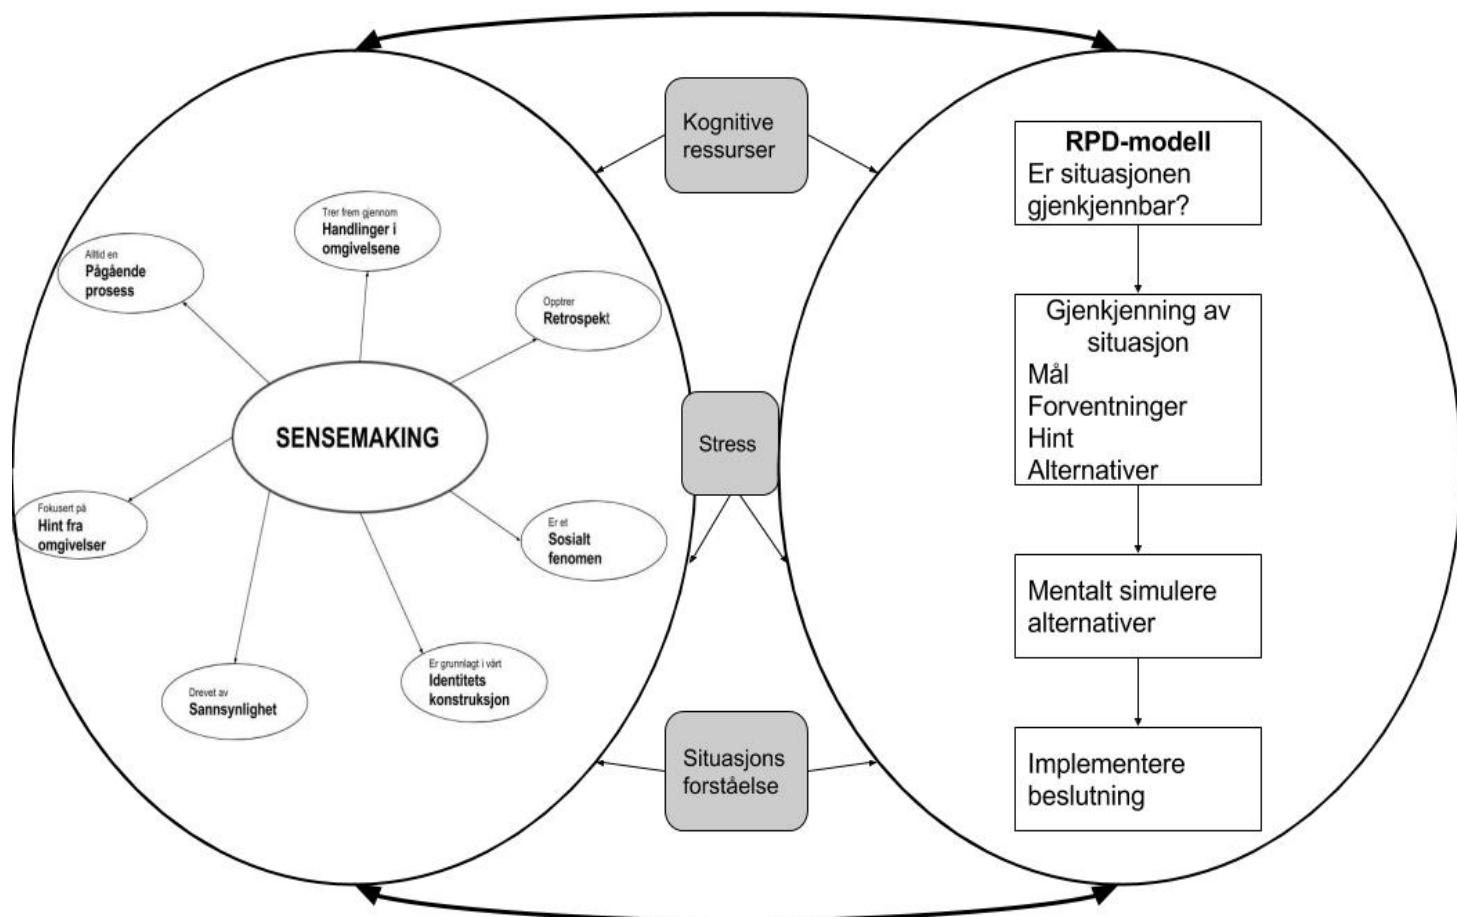 Kognitive
ressurser
RPD-modell
Er situasjonen
gjenkjennbar?
Trer frem gjennom
Handlinger i
omgivelsene
Alltid en
Pågående
prosess
Opptrer
Retrospekt
Gjenkjenning av
situasjon
Mål
Forventninger
Hint
Alternativer
SENSEMAKING
Stress
Fokusert på
Hint fra
omgivelser
Er et
Sosialt
fenomen
Mentalt simulere
alternativer
Er grunnlagt i vårt
Identitets
konstruksjon
Drevet av
Sannsynlighet
Situasjons
forståelse
Implementere
beslutning